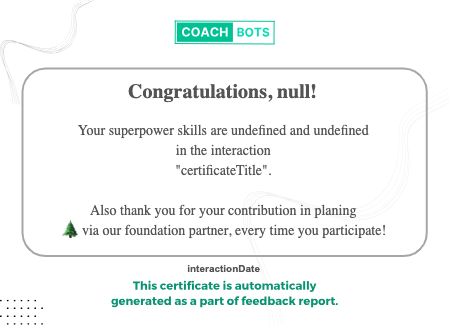 COACH BOTS
Congratulations, null!
Your superpower skills are undefined and undefined
in the interaction
"certificateTitle".
Also thank you for your contribution in planing
🌲 via our foundation partner, every time you participate!
interactionDate
This certificate is automatically
generated as a part of feedback report.